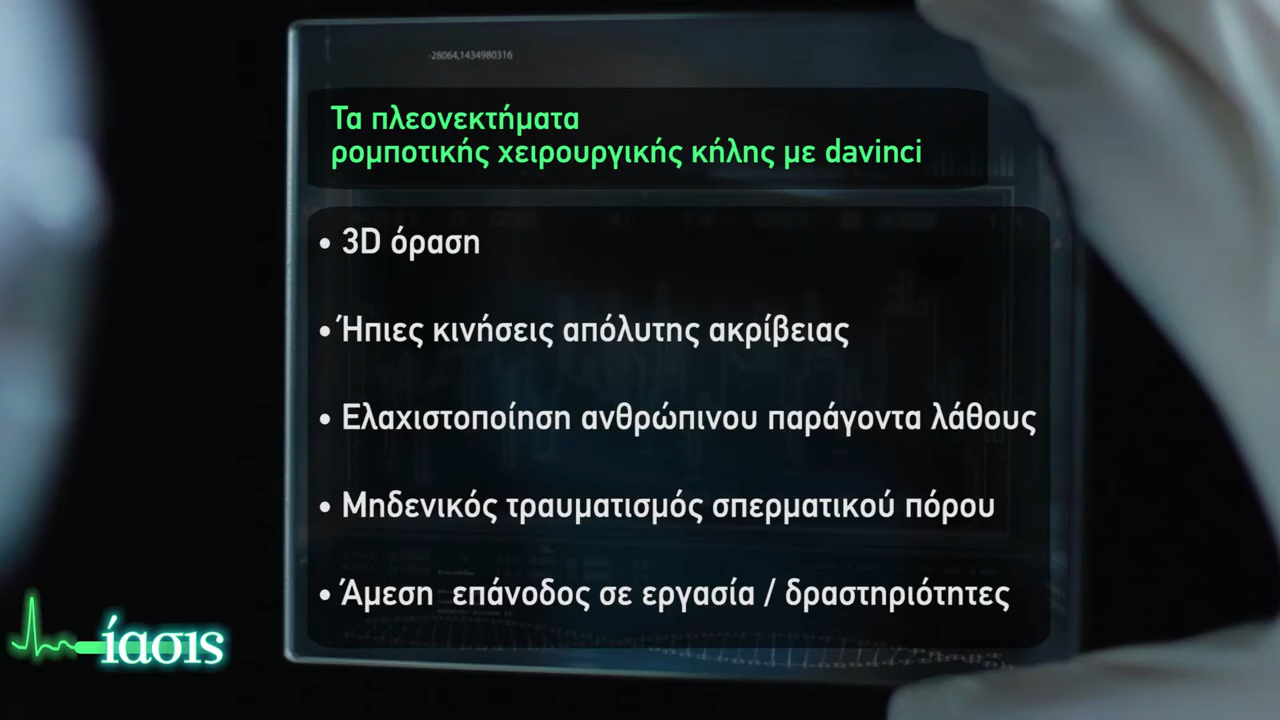 -28064,1434980316
Τα πλεονεκτήματα
ρομποτικής χειρουργικής κήλης με davinci
• 3D όραση
• Ήπιες κινήσεις απόλυτης ακρίβειας
• Ελαχιστοποίηση ανθρώπινου παράγοντα λάθους
• Μηδενικός τραυματισμός σπερματικού πόρου
• Άμεση επάνοδος σε εργασία / δραστηριότητες
ίασις